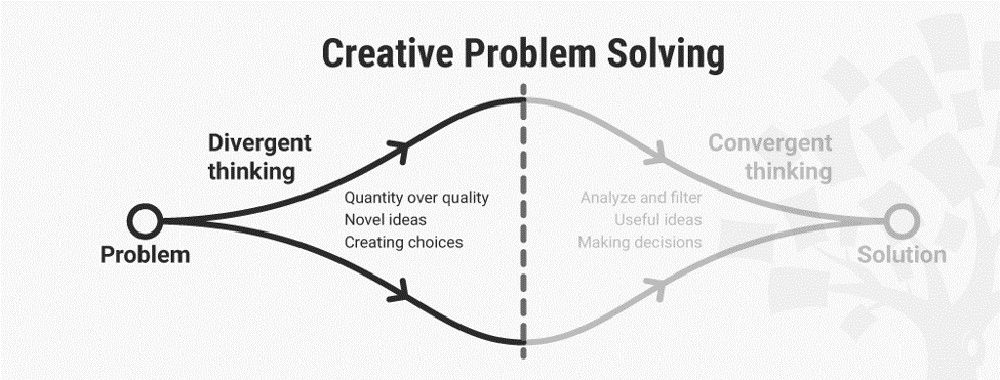 Creative Problem Solving
Divergent
thinking
Quantity over quality
Novel ideas
Creating choices
Problem
Convergent
thinking
Analyze and filter
Useful ideas
Making decisions
Solution